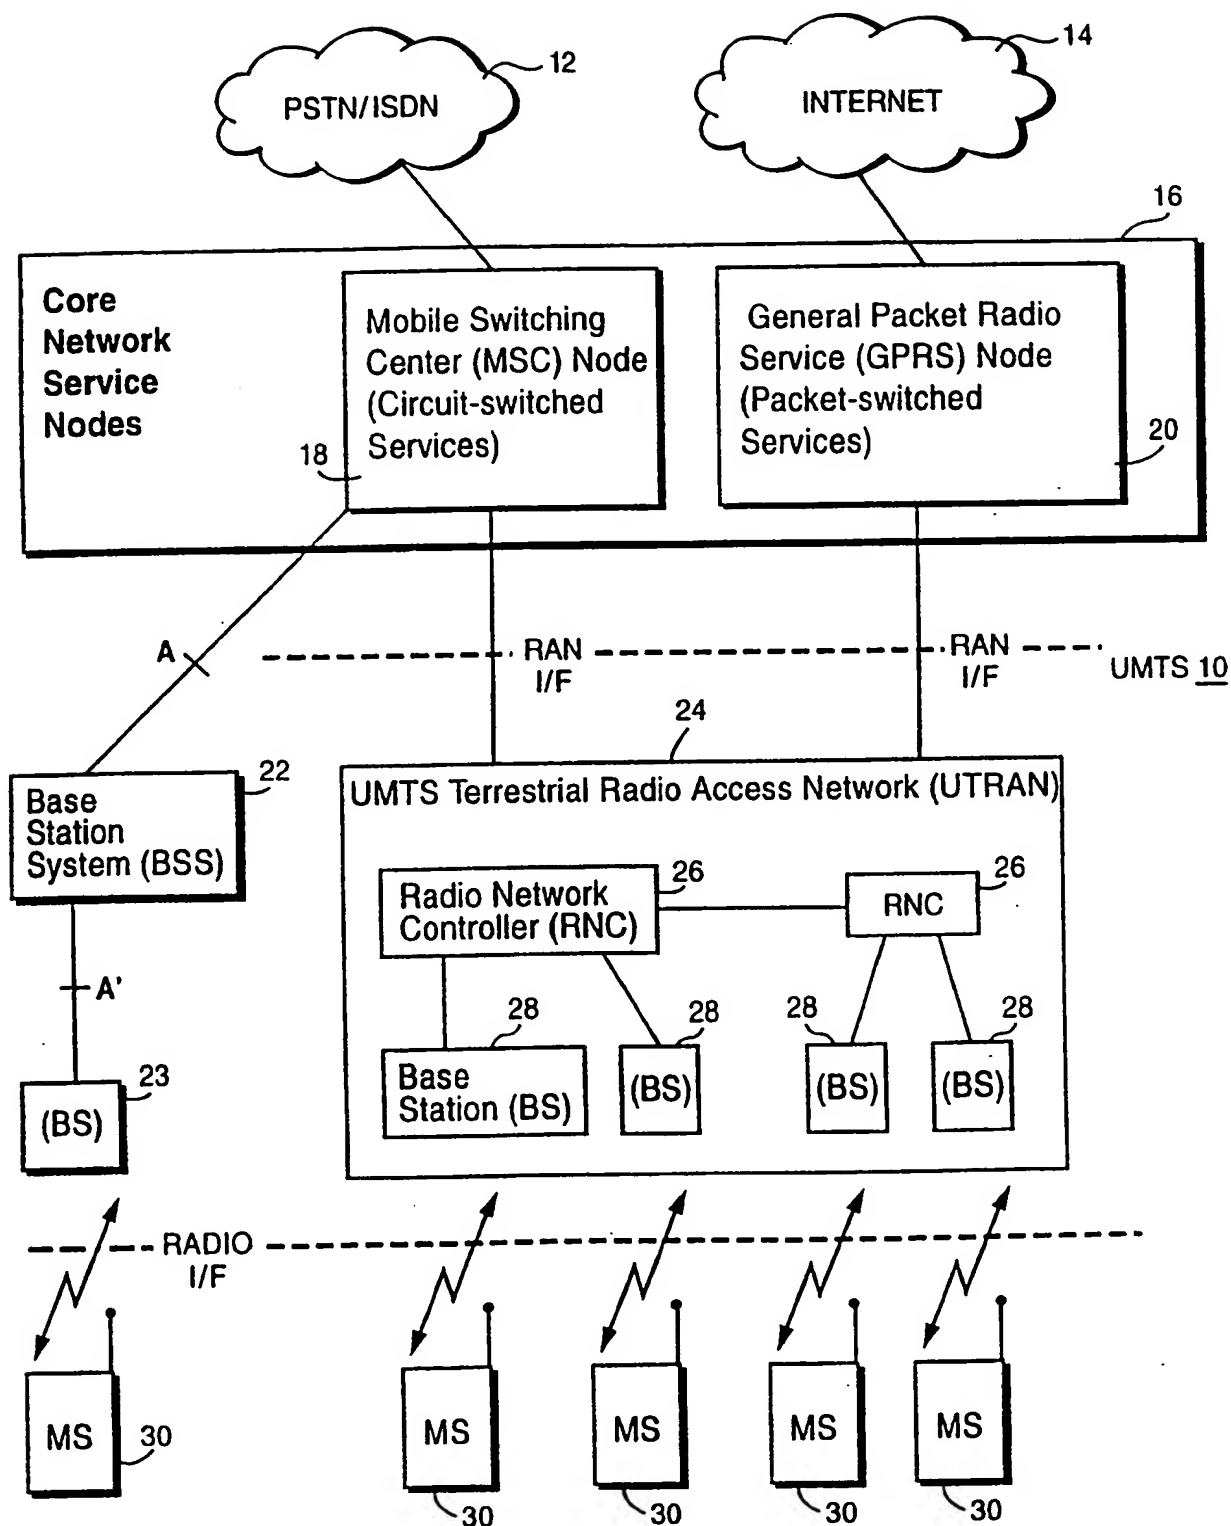 12
14
PSTN/ISDN
INTERNET
16
Core
Network
Service
Nodes
Mobile Switching
Center (MSC) Node
(Circuit-switched
Services)
18
General Packet Radio
Service (GPRS) Node
(Packet-switched
Services)
20
A
RAN
I/F
RAN
I/F
UMTS 10
24
22
Base
Station
System (BSS)
UMTS Terrestrial Radio Access Network (UTRAN)
Radio Network
Controller (RNC)
26
RNC
26
A'
28
28
28
28
Base
Station (BS)
(BS)
(BS)
(BS)
23
(BS)
RADIO
I/F
MS
30
MS
30
MS
30
MS
30
MS
30